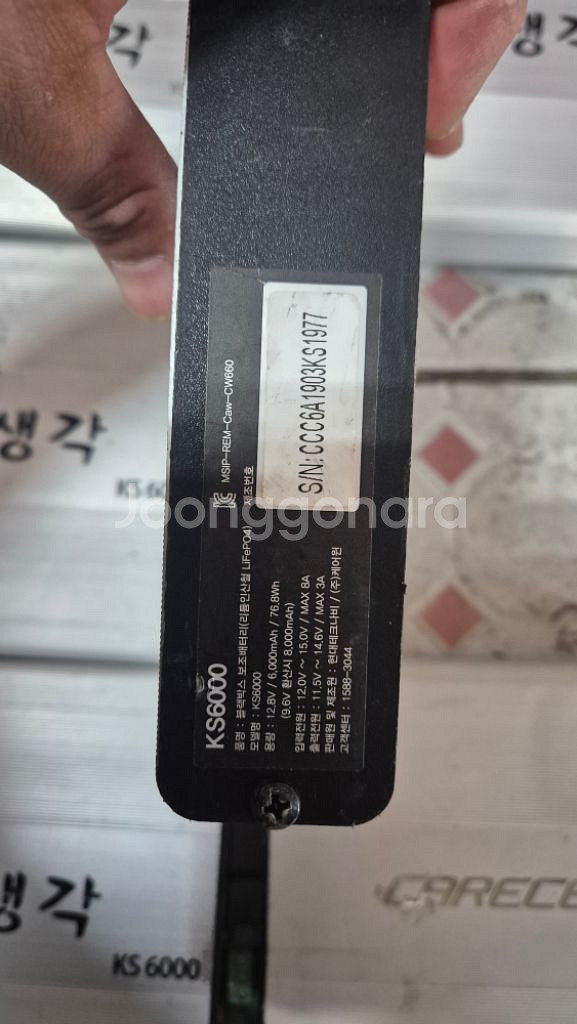 KS6000
품명 : 블랙박스 보조배터리(리튬인산철 LiFePO4)
모델명 : KS6000
용량 : 12.8V / 6,000mAh / 76.8Wh
(9.6V 환산시 8,000mAh)
입력전원 : 12.0V ~ 15.0V / MAX 8A
출력전원 : 11.5V ~ 14.6V / MAX 3A
판매원 및 제조원 : 현대테크나비 / (주)케어원
고객센터 : 1588-3044
MSIP-REM-Caw-CW660
제조번호
S/N:CCC6A1903KS1977
Joonggonara
생각
생각
KS 60
생각
KS 6000
CARECE